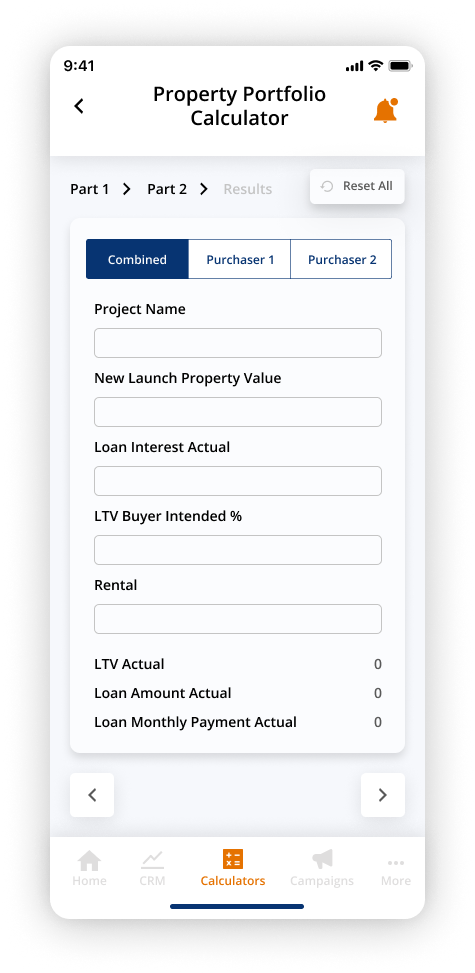 9:41
Property Portfolio
Calculator
Part 1 Part 2 Results Reset All
Combined Purchaser 1 Purchaser 2
Project Name
New Launch Property Value
Loan Interest Actual
LTV Buyer Intended %
Rental
LTV Actual 0
Loan Amount Actual 0
Loan Monthly Payment Actual 0
Home CRM Calculators Campaigns More